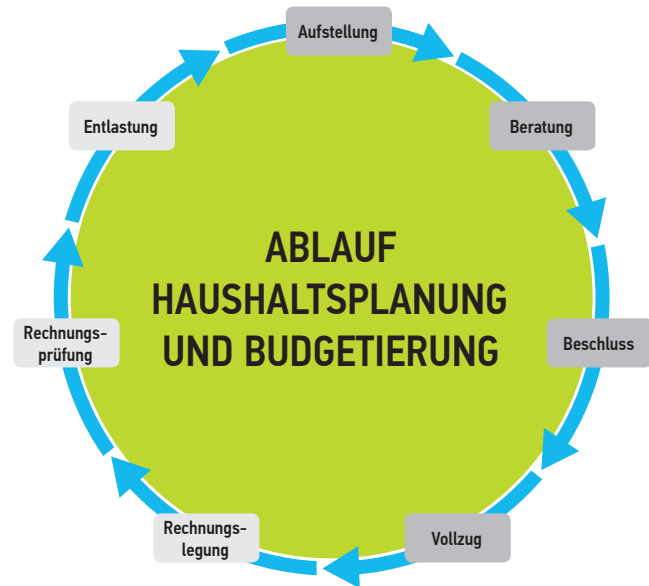 Aufstellung
Beratung
Beschluss
Vollzug
Rechnungs-
legung
Rechnungs-
prüfung
Entlastung
ABLAUF
HAUSHALTSPLANUNG
UND BUDGETIERUNG